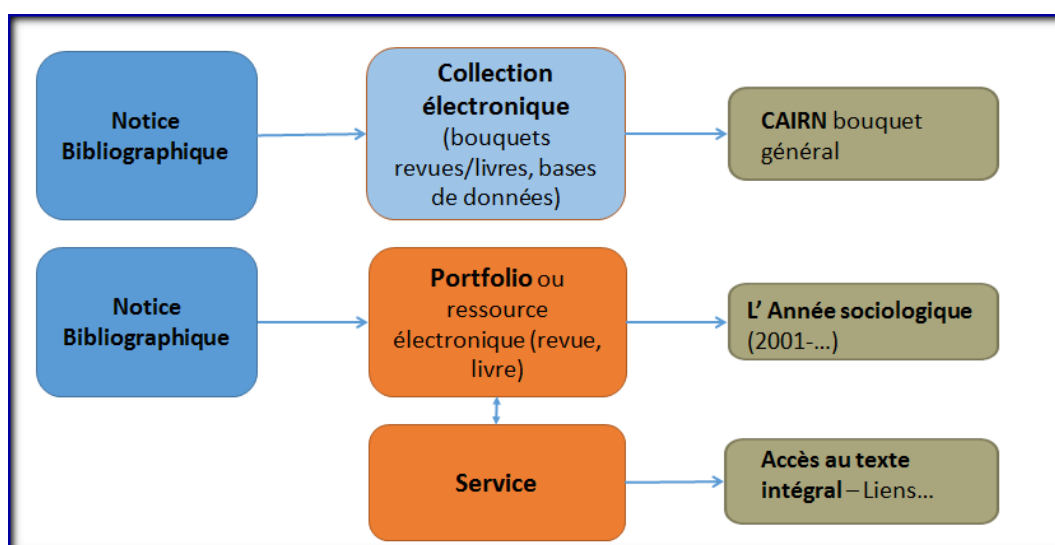 Notice
Bibliographique
Collection
électronique
(bouquets
revues/livres, bases
de données)
CAIRN bouquet
général
Notice
Bibliographique
Portfolio ou
ressource
électronique (revue,
livre)
L' Année sociologique
(2001-...)
Service
Accès au texte
intégral – Liens...